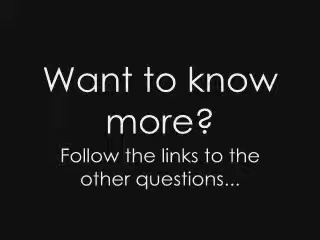 Want to know
more?
Follow the links to the
other questions...